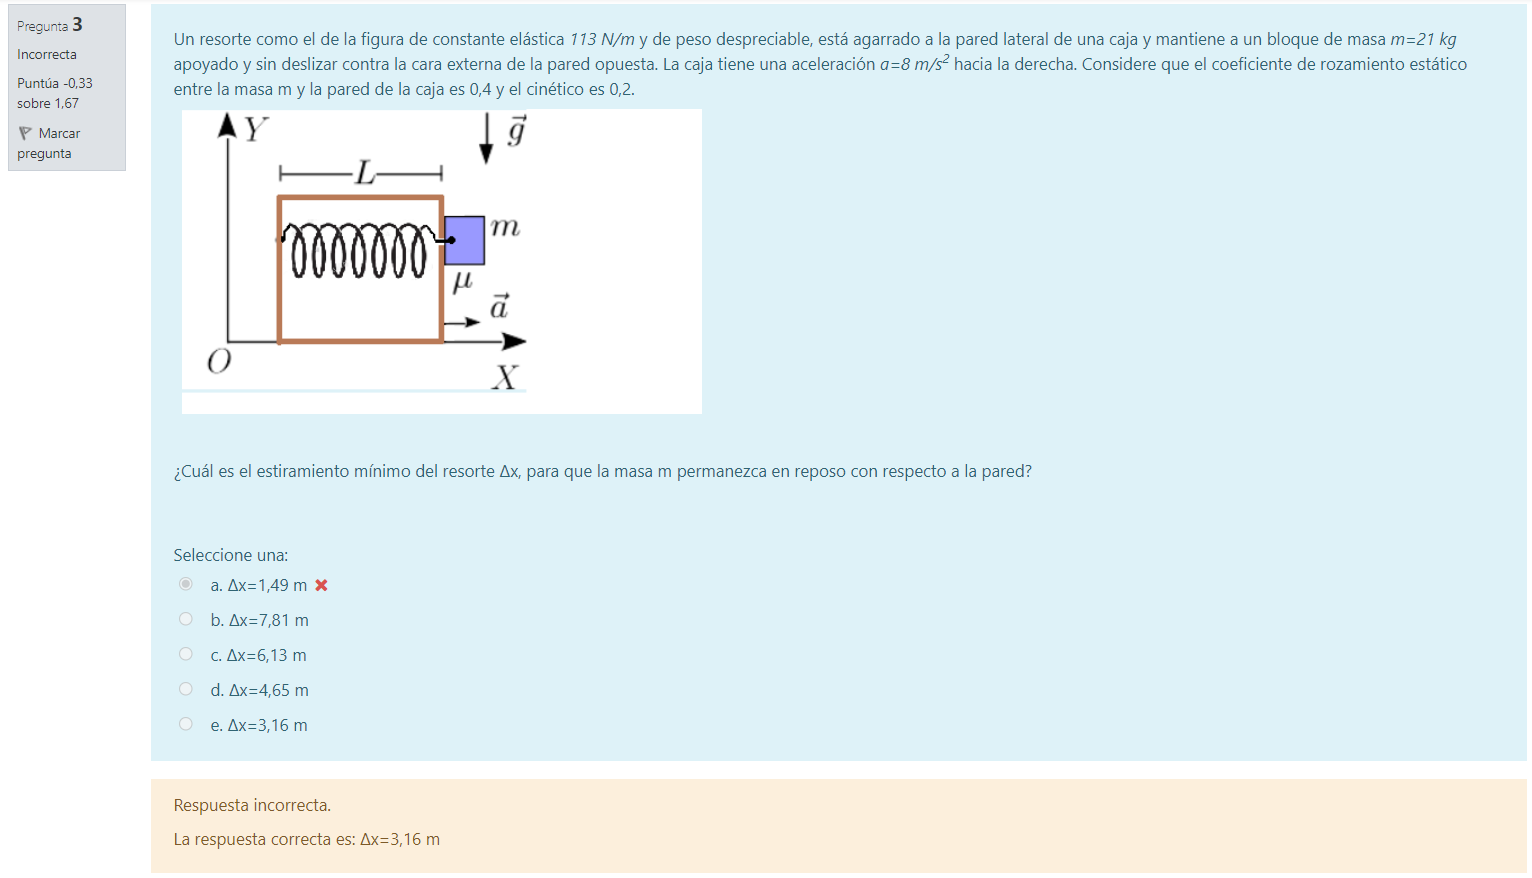 Pregunta 3
Incorrecta
Puntúa -0,33
sobre 1,67
Marcar
pregunta
Un resorte como el de la figura de constante elástica 113 N/m y de peso despreciable, está agarrado a la pared lateral de una caja y mantiene a un bloque de masa m=21 kg
apoyado y sin deslizar contra la cara externa de la pared opuesta. La caja tiene una aceleración a=8 m/s² hacia la derecha. Considere que el coeficiente de rozamiento estático
entre la masa m y la pared de la caja es 0,4 y el cinético es 0,2.
Y
g⃗
L
m
μ
a⃗
O
X
¿Cuál es el estiramiento mínimo del resorte Δx, para que la masa m permanezca en reposo con respecto a la pared?
Seleccione una:
a. Δx=1,49 m
b. Δx=7,81 m
c. Δx=6,13 m
d. Δx=4,65 m
e. Δx=3,16 m
Respuesta incorrecta.
La respuesta correcta es: Δx=3,16 m